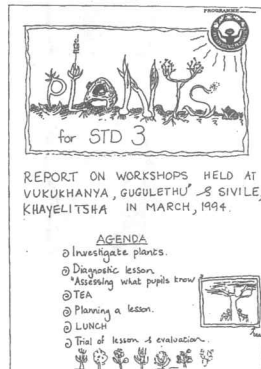 PROGRAMME
PLANTS
for STD 3
REPORT ON WORKSHOPS HELD AT
VUKUKHANYA, GUGULETHU & SIVILE,
KHAYELITSHA IN MARCH, 1994.
AGENDA
Investigate plants.
Diagnostic lesson
"Assessing what pupils know"
TEA
Planning a lesson.
LUNCH
Trial of lesson & evaluation.